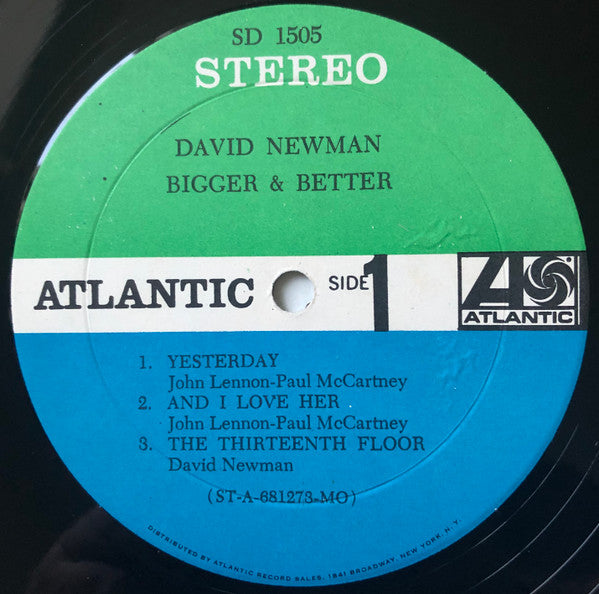 SD 1505
STEREO
DAVID NEWMAN
BIGGER & BETTER
ATLANTIC
SIDE 1
ATLANTIC
1. YESTERDAY
John Lennon-Paul McCartney
2. AND I LOVE HER
John Lennon-Paul McCartney
3. THE THIRTEENTH FLOOR
David Newman
(ST-A-681273-MO)
DISTRIBUTED BY ATLANTIC RECORD SALES, 1841 BROADWAY, NEW YORK, N. Y.